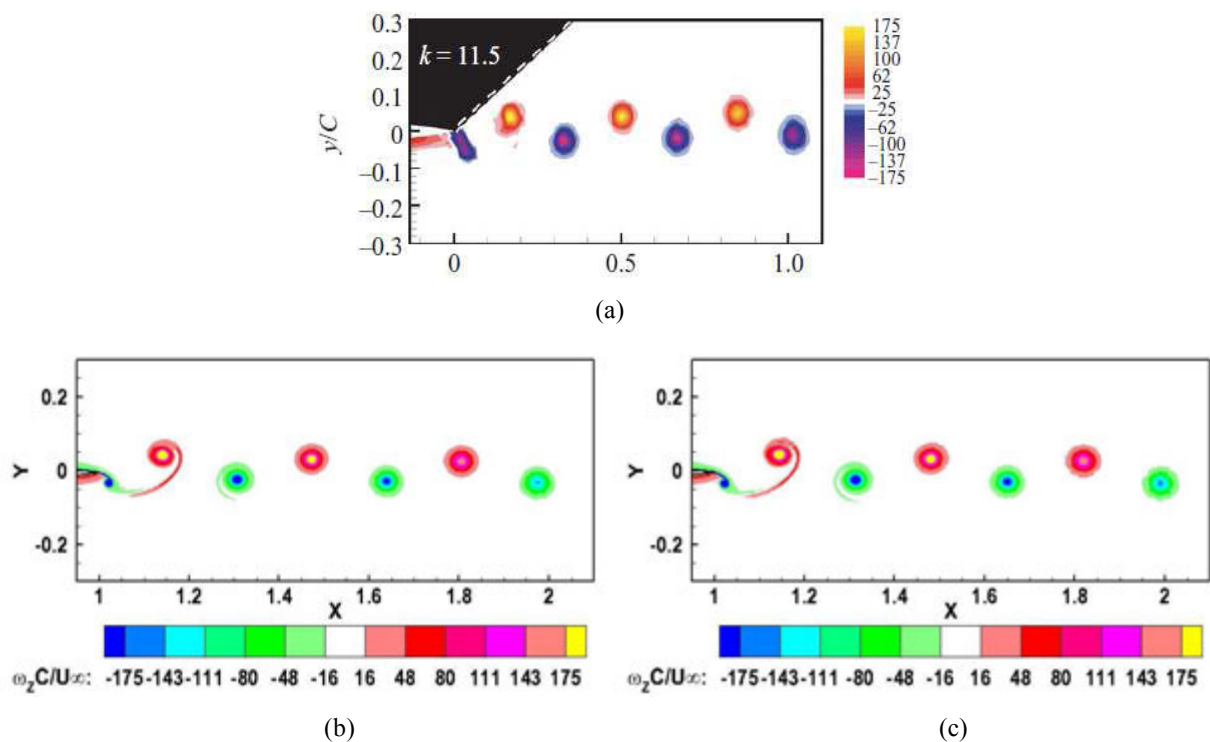 0.3
0.2
0.1
0
–0.1
–0.2
–0.3
y/C
k = 11.5
0 0.5 1.0
175
137
100
62
25
–25
–62
–100
–137
–175
(a)
0.2
0
-0.2
Y
1 1.2 1.4 1.6 1.8 2
X
ω_zC/U∞: -175 -143 -111 -80 -48 -16 16 48 80 111 143 175
(b)
0.2
0
-0.2
Y
1 1.2 1.4 1.6 1.8 2
X
ω_zC/U∞: -175 -143 -111 -80 -48 -16 16 48 80 111 143 175
(c)